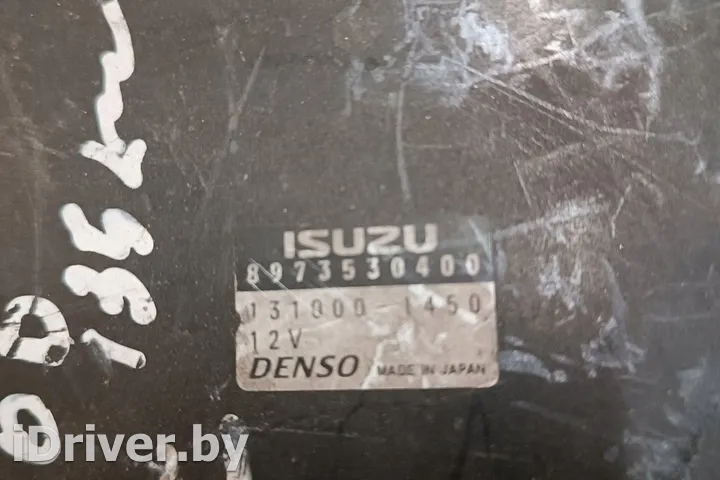 ISUZU
8973530400
131000-1450
12V
DENSO MADE IN JAPAN
iDriver.by